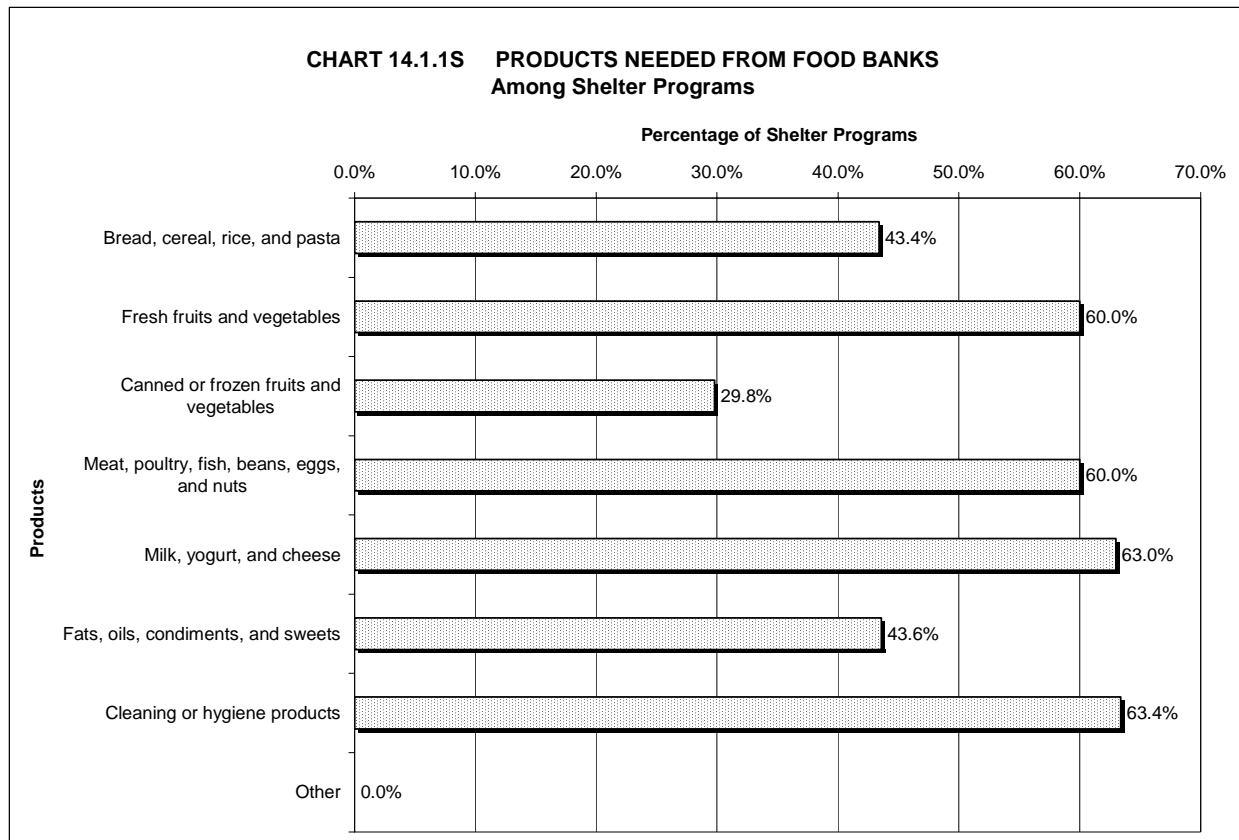 CHART 14.1.1S PRODUCTS NEEDED FROM FOOD BANKS
Among Shelter Programs
Percentage of Shelter Programs
0.0% 10.0% 20.0% 30.0% 40.0% 50.0% 60.0% 70.0%
Products
Bread, cereal, rice, and pasta 43.4%
Fresh fruits and vegetables 60.0%
Canned or frozen fruits and
vegetables 29.8%
Meat, poultry, fish, beans, eggs,
and nuts 60.0%
Milk, yogurt, and cheese 63.0%
Fats, oils, condiments, and sweets 43.6%
Cleaning or hygiene products 63.4%
Other 0.0%